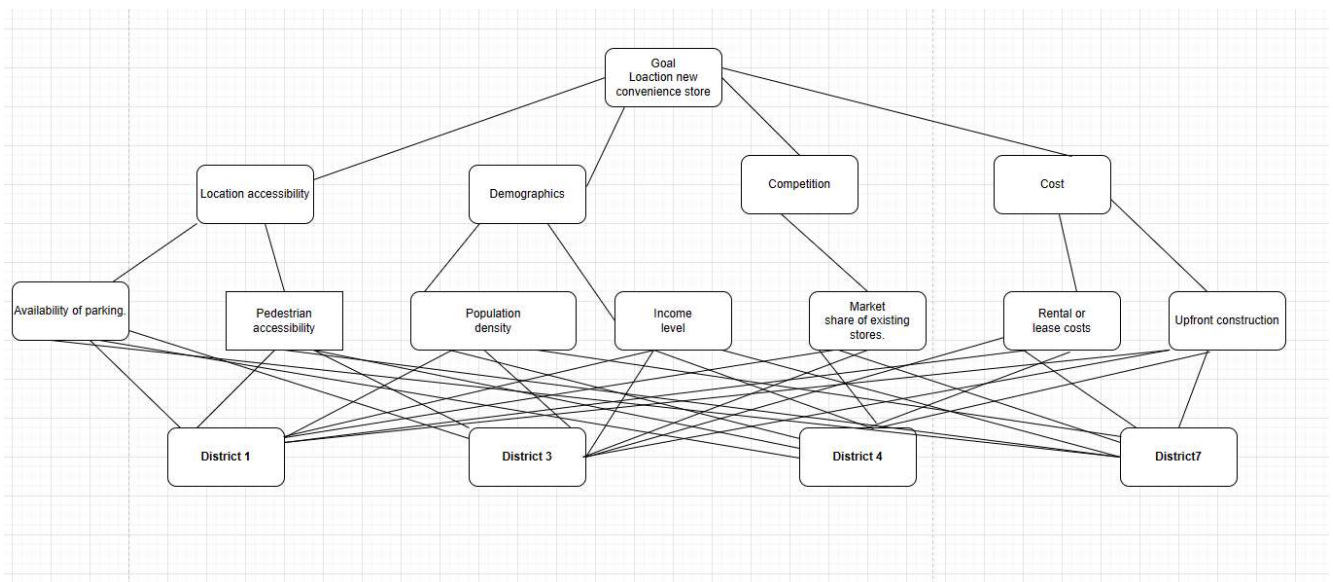 Goal
Loaction new
convenience store
Location accessibility
Demographics
Competition
Cost
Availability of parking.
Pedestrian
accessibility
Population
density
Income
level
Market
share of existing
stores.
Rental or
lease costs
Upfront construction
District 1
District 3
District 4
District7